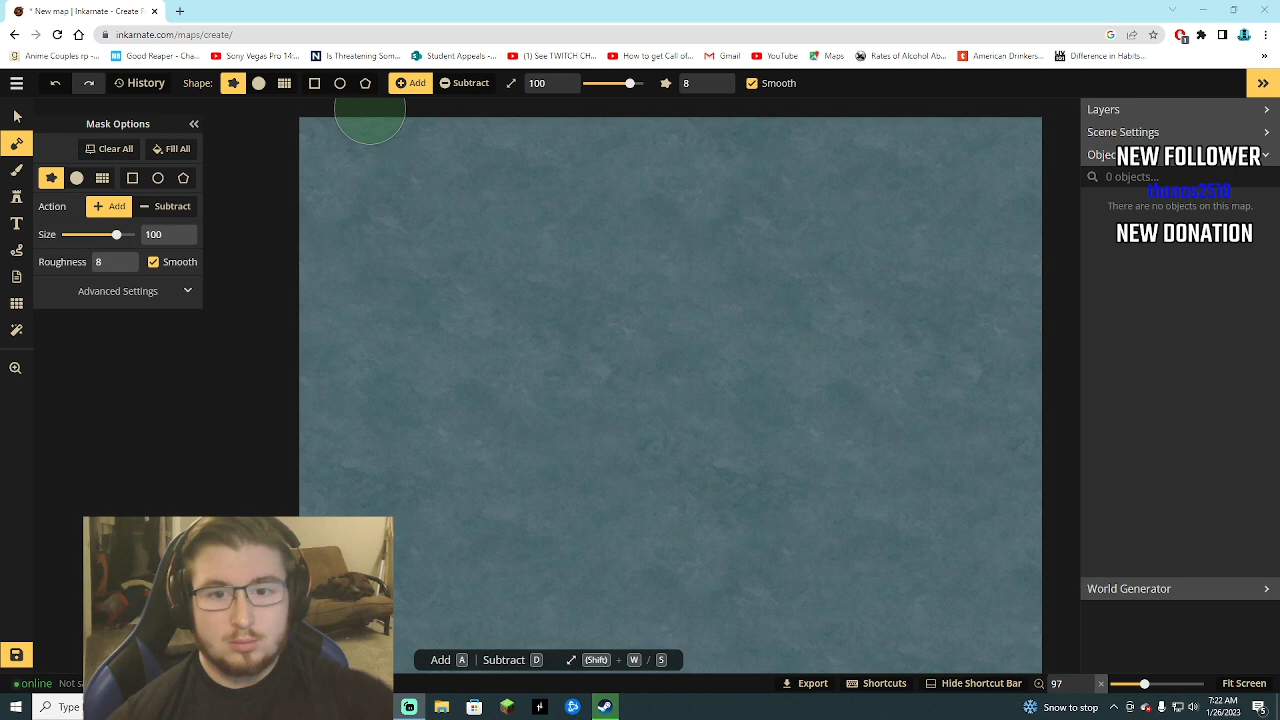 New map | Inkarnate - Create F
inkarnate.com/maps/create/
Anime Couples rp -
Good Reaper - Cha
Sony Vegas Pro 14
Is Threatening Som
Student Appeals -
(1) See TWITCH CH
How to get Call of
Gmail
YouTube
Maps
Rates of Alcohol
tinder
Difference in
History
Shape:
Add
Subtract
100
8
Smooth
Mask Options
Clear All
Fill All
Action
Add
Subtract
Size
100
Roughness
8
Smooth
Advanced Settings
Layers
Scene Settings
Objec
NEW FOLLOWER
0 objects...
There are no objects on this map.
NEW DONATION
World Generator
Add A | Subtract D (Shift) + W / S
online
Not s
Export
Shortcuts
Hide Shortcut Bar
97
Fit Screen
Type
Snow to stop
7:22 AM
1/26/2023